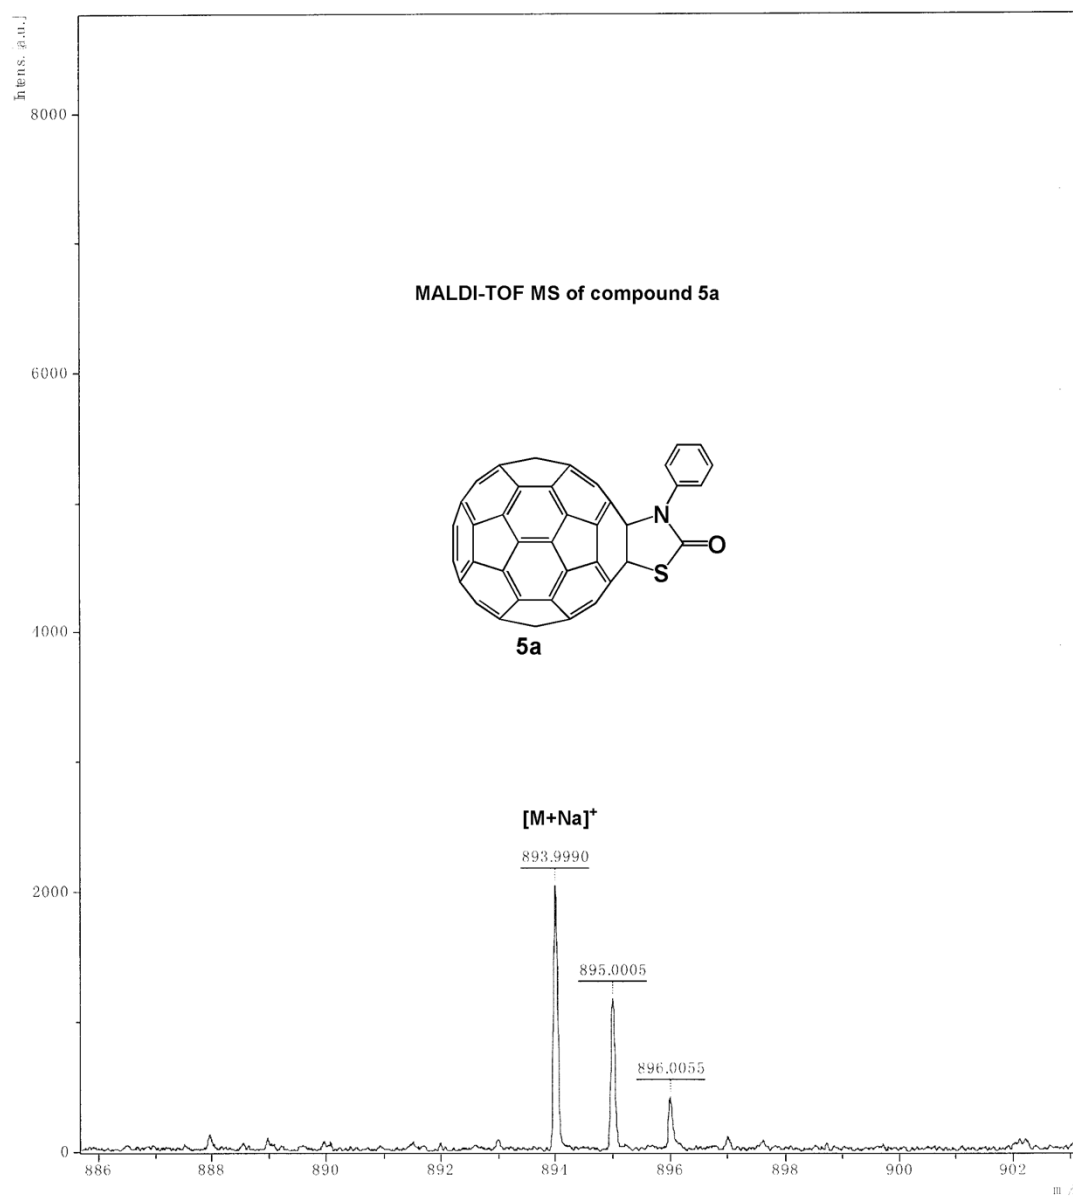 Intens. [a.u.]
8000
MALDI-TOF MS of compound 5a
6000
N
O
S
4000
5a
[M+Na]+
893.9990
2000
895.0005
896.0055
0
886 888 890 892 894 896 898 900 902